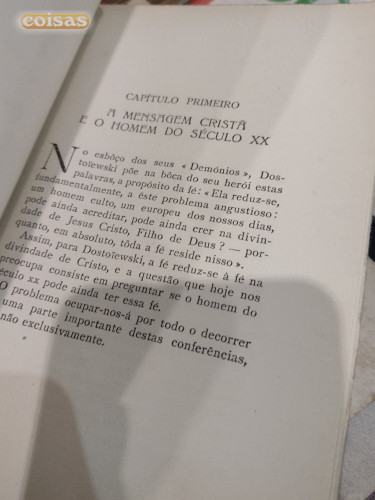 coisas
CAPÍTULO PRIMEIRO
A MENSAGEM CRISTÃ
E O HOMEM DO SÉCULO XX
No esbôço dos seus «Demónios», Dos-
toïewski põe na bôca do seu herói estas
palavras, a propósito da fé: «Ela reduz-se,
fundamentalmente, a êste problema angustioso:
um homem culto, um europeu dos nossos dias,
pode ainda acreditar, pode ainda crer na divin-
dade de Jesus Cristo, Filho de Deus? — por-
quanto, em absoluto, tôda a fé reside nisso».
Assim, para Dostoïewski, a fé reduz-se à fé na
divindade de Cristo, e a questão que hoje nos
preocupa consiste em preguntar se o homem do
século XX pode ainda ter essa fé.
O problema ocupar-nos-á por todo o decorrer
uma parte importante destas conferências,
não exclusivamente.